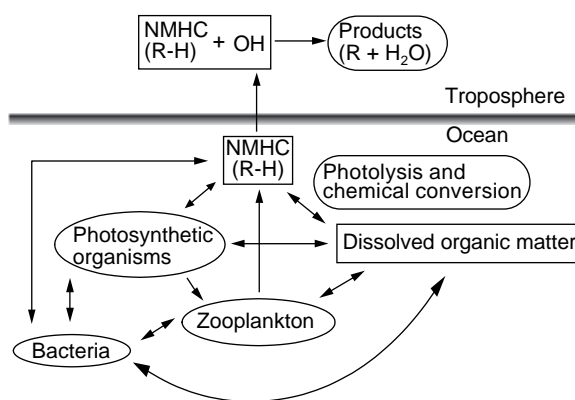 NMHC
(R-H) + OH
Products
(R + H₂O)
Troposphere
Ocean
NMHC
(R-H)
Photolysis and
chemical conversion
Photosynthetic
organisms
Dissolved organic matter
Zooplankton
Bacteria